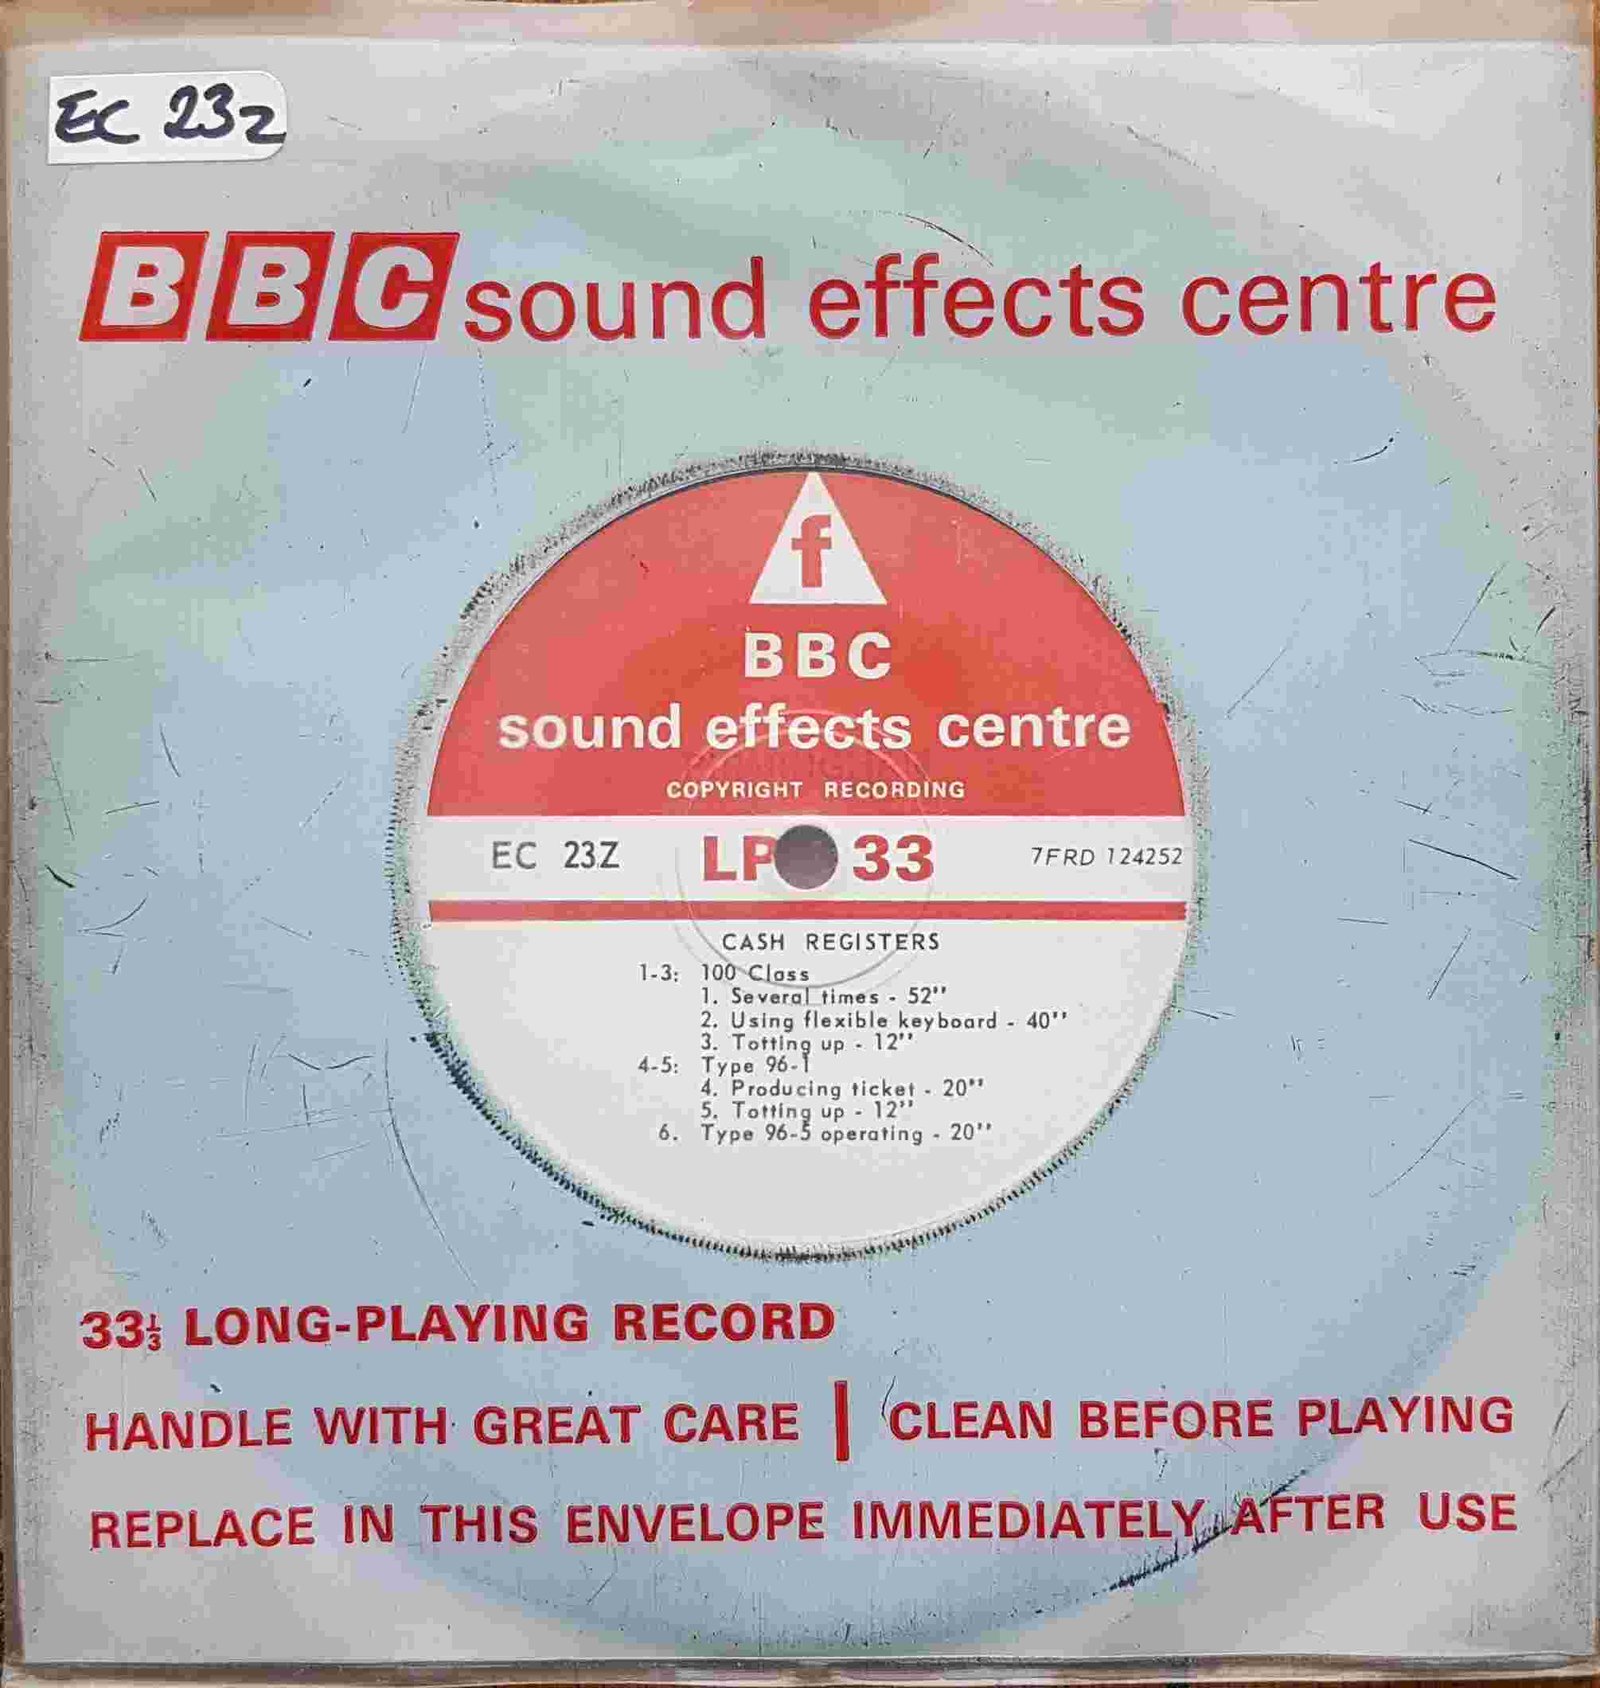 EC 23Z
BBC sound effects centre
f
BBC
sound effects centre
COPYRIGHT RECORDING
EC 23Z LP 33 7FRD 124252
CASH REGISTERS
1-3: 100 Class
1. Several times - 52''
2. Using flexible keyboard - 40''
3. Totting up - 12''
4-5: Type 96-1
4. Producing ticket - 20''
5. Totting up - 12''
6. Type 96-5 operating - 20''
33⅓ LONG-PLAYING RECORD
HANDLE WITH GREAT CARE | CLEAN BEFORE PLAYING
REPLACE IN THIS ENVELOPE IMMEDIATELY AFTER USE